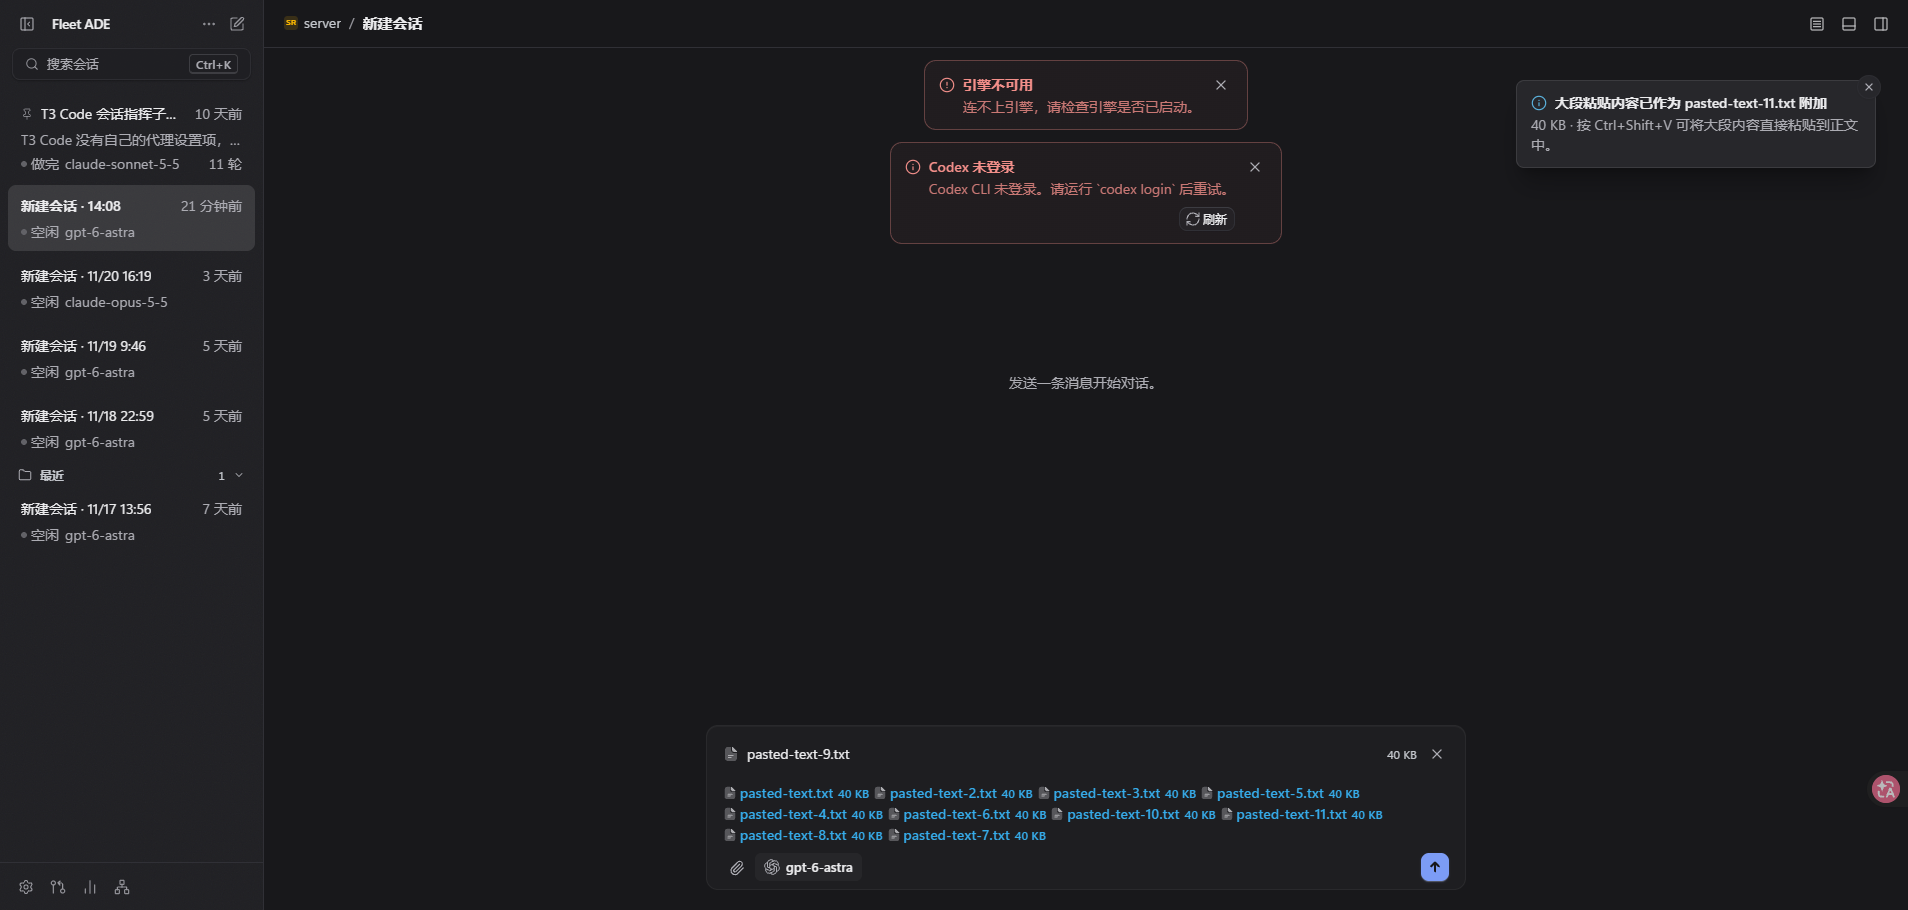 Fleet ADE
搜索会话 Ctrl+K
T3 Code 会话指挥子... 10 天前
T3 Code 没有自己的代理设置项，...
做完 claude-sonnet-5-5 11 轮
新建会话 · 14:08 21 分钟前
空闲 gpt-6-astra
新建会话 · 11/20 16:19 3 天前
空闲 claude-opus-5-5
新建会话 · 11/19 9:46 5 天前
空闲 gpt-6-astra
新建会话 · 11/18 22:59 5 天前
空闲 gpt-6-astra
最近 1
新建会话 · 11/17 13:56 7 天前
空闲 gpt-6-astra
SR server / 新建会话
引擎不可用
连不上引擎，请检查引擎是否已启动。
Codex 未登录
Codex CLI 未登录。请运行 `codex login` 后重试。
刷新
大段粘贴内容已作为 pasted-text-11.txt 附加
40 KB · 按 Ctrl+Shift+V 可将大段内容直接粘贴到正文
中。
发送一条消息开始对话。
pasted-text-9.txt 40 KB
pasted-text.txt 40 KB pasted-text-2.txt 40 KB pasted-text-3.txt 40 KB pasted-text-5.txt 40 KB
pasted-text-4.txt 40 KB pasted-text-6.txt 40 KB pasted-text-10.txt 40 KB pasted-text-11.txt 40 KB
pasted-text-8.txt 40 KB pasted-text-7.txt 40 KB
gpt-6-astra